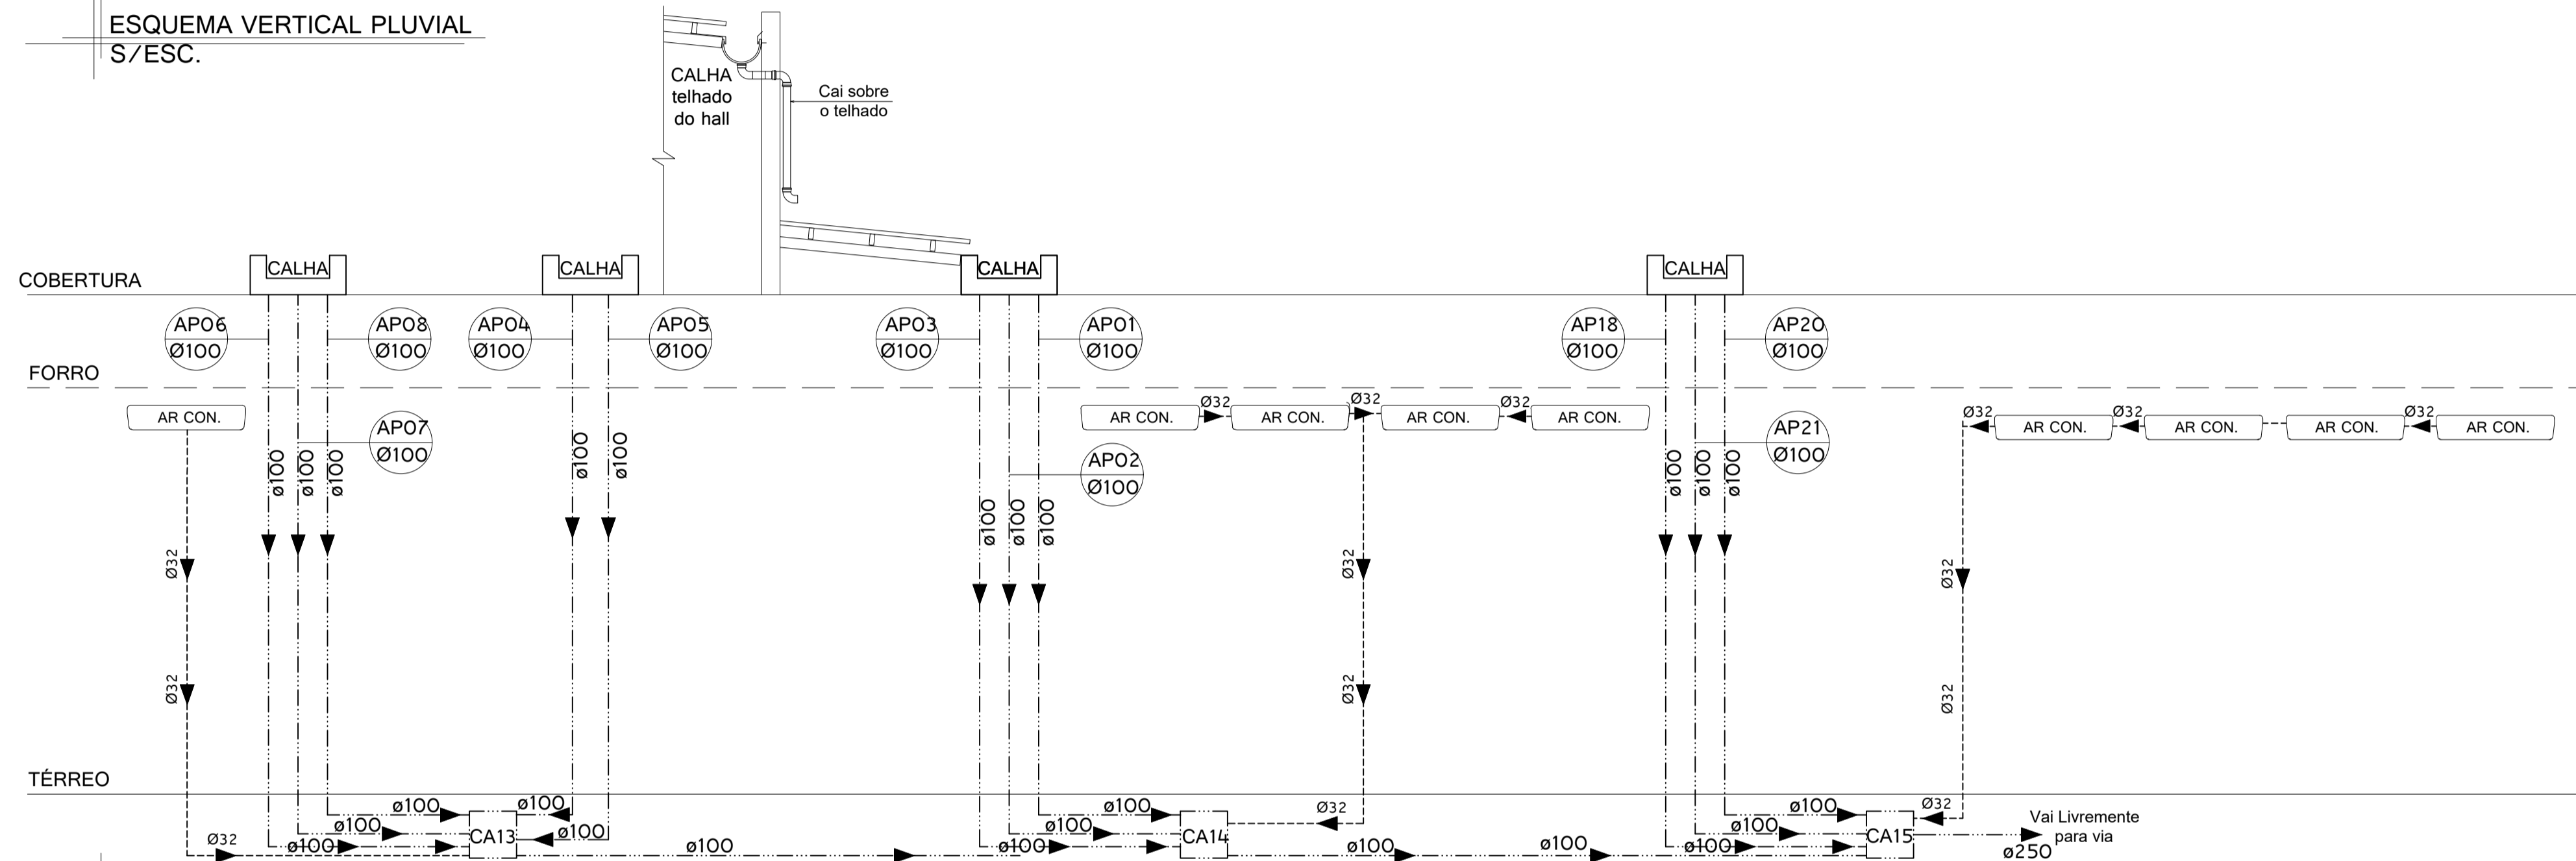 ESQUEMA VERTICAL PLUVIAL
S/ESC.
CALHA
telhado
do hall
Cai sobre
o telhado
COBERTURA
CALHA
CALHA
CALHA
CALHA
AP06
Ø100
AP08
Ø100
AP04
Ø100
AP05
Ø100
AP03
Ø100
AP01
Ø100
AP18
Ø100
AP20
Ø100
FORRO
AR CON.
AP07
Ø100
AR CON.
Ø32
AR CON.
Ø32
AR CON.
Ø32
AR CON.
AP02
Ø100
AP21
Ø100
Ø32
AR CON.
Ø32
AR CON.
AR CON.
Ø32
AR CON.
ø100
ø100
ø100
ø100
ø100
ø100
ø100
ø100
ø100
ø100
ø100
Ø32
Ø32
Ø32
Ø32
Ø32
Ø32
TÉRREO
ø100
ø100
ø100
Ø32
CA13
ø100
ø100
ø100
ø100
ø100
ø100
CA14
Ø32
ø100
ø100
ø100
ø100
ø100
CA15
Ø32
Vai Livremente
para via
ø250